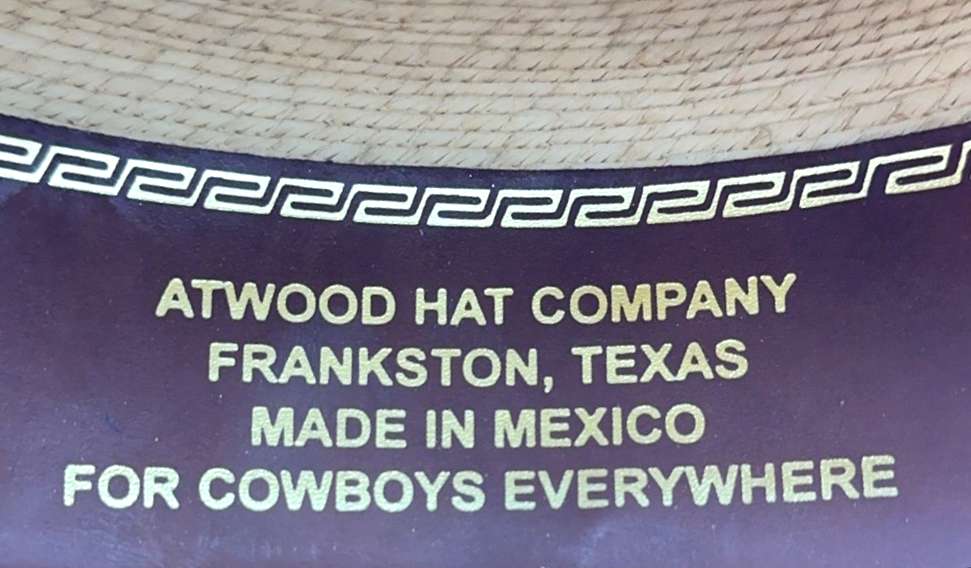 ATWOOD HAT COMPANY
FRANKSTON, TEXAS
MADE IN MEXICO
FOR COWBOYS EVERYWHERE